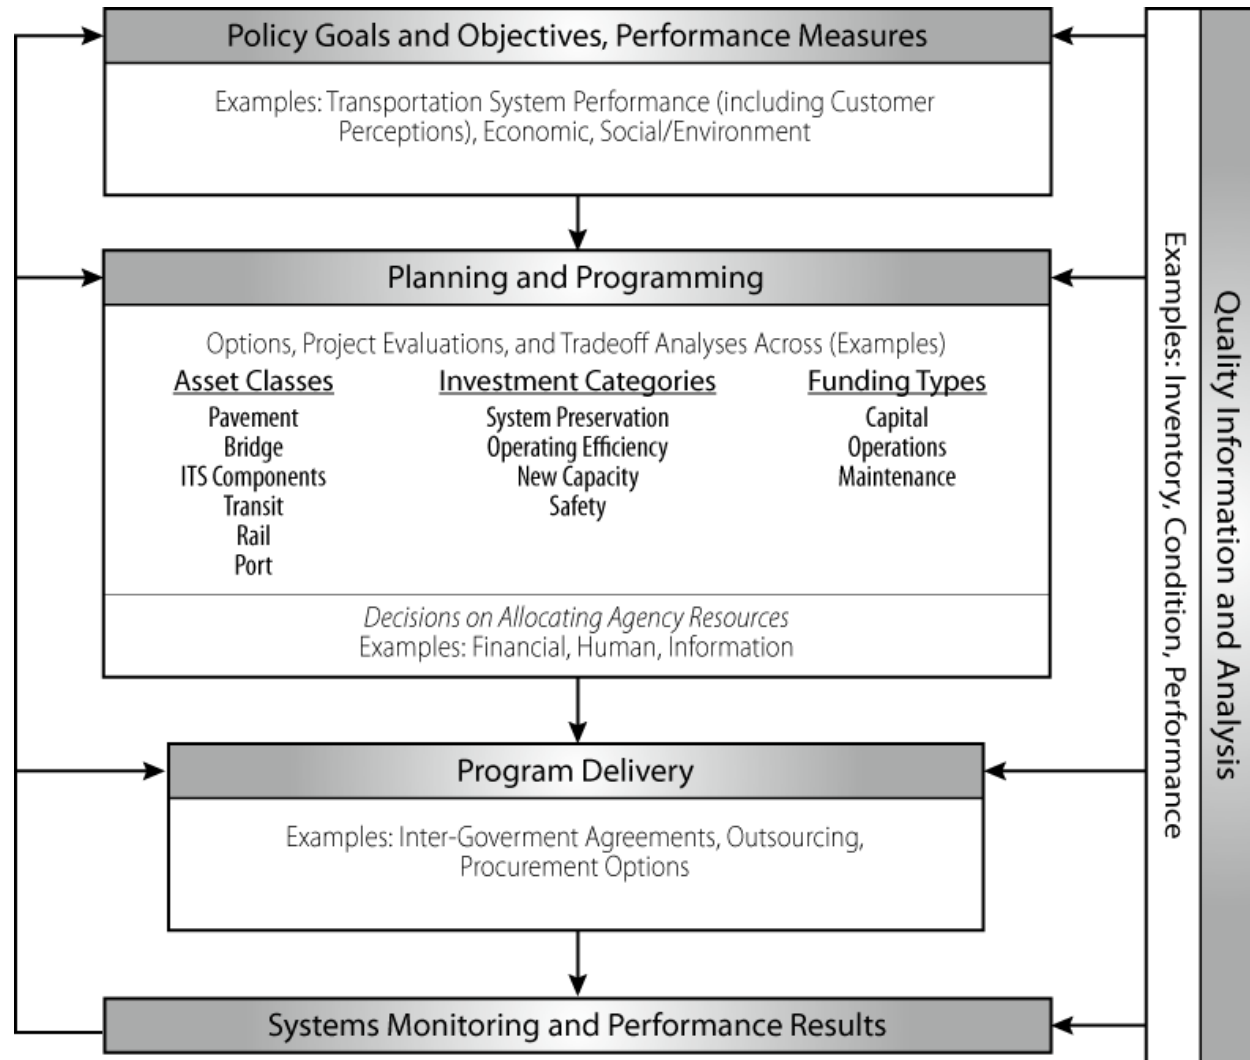 Policy Goals and Objectives, Performance Measures
Examples: Transportation System Performance (including Customer
Perceptions), Economic, Social/Environment
Planning and Programming
Options, Project Evaluations, and Tradeoff Analyses Across (Examples)
Asset Classes
Pavement
Bridge
ITS Components
Transit
Rail
Port
Investment Categories
System Preservation
Operating Efficiency
New Capacity
Safety
Funding Types
Capital
Operations
Maintenance
Decisions on Allocating Agency Resources
Examples: Financial, Human, Information
Program Delivery
Examples: Inter-Goverment Agreements, Outsourcing,
Procurement Options
Systems Monitoring and Performance Results
Quality Information and Analysis
Examples: Inventory, Condition, Performance